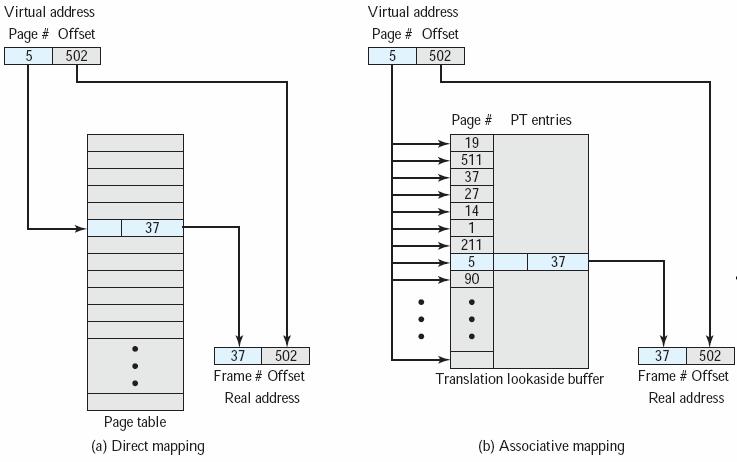 Virtual address
Page # Offset
5 502
37
37 502
Frame # Offset
Real address
Page table
(a) Direct mapping
Virtual address
Page # Offset
5 502
Page # PT entries
19
511
37
27
14
1
211
5 37
90
37 502
Translation lookaside buffer
Frame # Offset
Real address
(b) Associative mapping